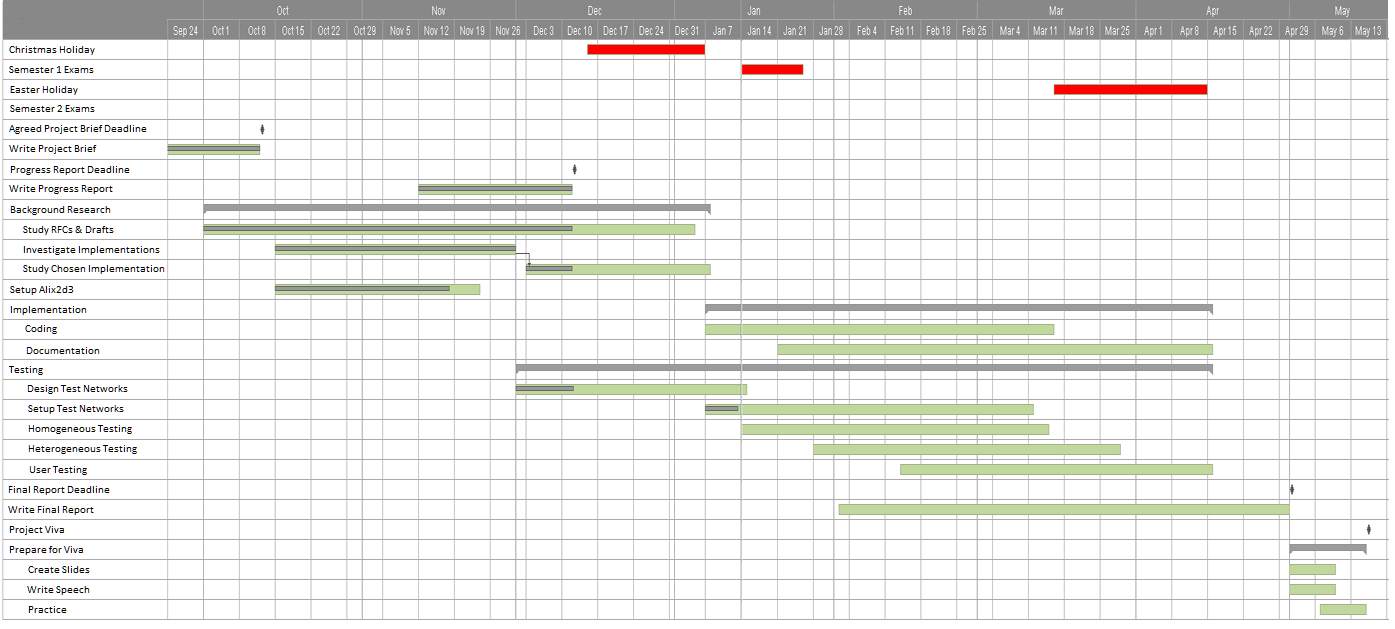 Oct Nov Dec Jan Feb Mar Apr May
Sep 24 Oct 1 Oct 8 Oct 15 Oct 22 Oct 29 Nov 5 Nov 12 Nov 19 Nov 26 Dec 3 Dec 10 Dec 17 Dec 24 Dec 31 Jan 7 Jan 14 Jan 21 Jan 28 Feb 4 Feb 11 Feb 18 Feb 25 Mar 4 Mar 11 Mar 18 Mar 25 Apr 1 Apr 8 Apr 15 Apr 22 Apr 29 May 6 May 13
Christmas Holiday
Semester 1 Exams
Easter Holiday
Semester 2 Exams
Agreed Project Brief Deadline
Write Project Brief
Progress Report Deadline
Write Progress Report
Background Research
Study RFCs & Drafts
Investigate Implementations
Study Chosen Implementation
Setup Alix2d3
Implementation
Coding
Documentation
Testing
Design Test Networks
Setup Test Networks
Homogeneous Testing
Heterogeneous Testing
User Testing
Final Report Deadline
Write Final Report
Project Viva
Prepare for Viva
Create Slides
Write Speech
Practice